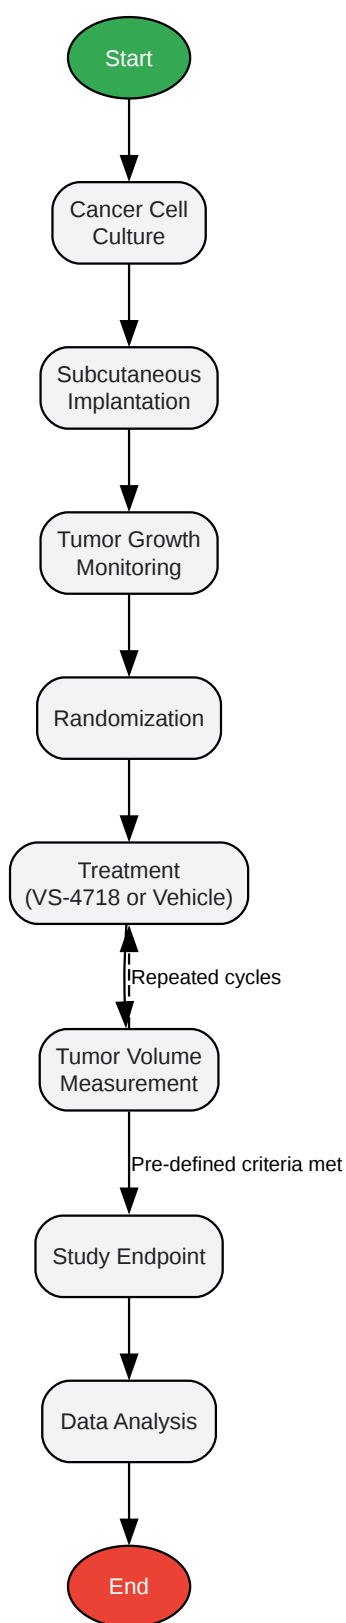 Start
Cancer Cell
Culture
Subcutaneous
Implantation
Tumor Growth
Monitoring
Randomization
Treatment
(VS-4718 or Vehicle)
Repeated cycles
Tumor Volume
Measurement
Pre-defined criteria met
Study Endpoint
Data Analysis
End